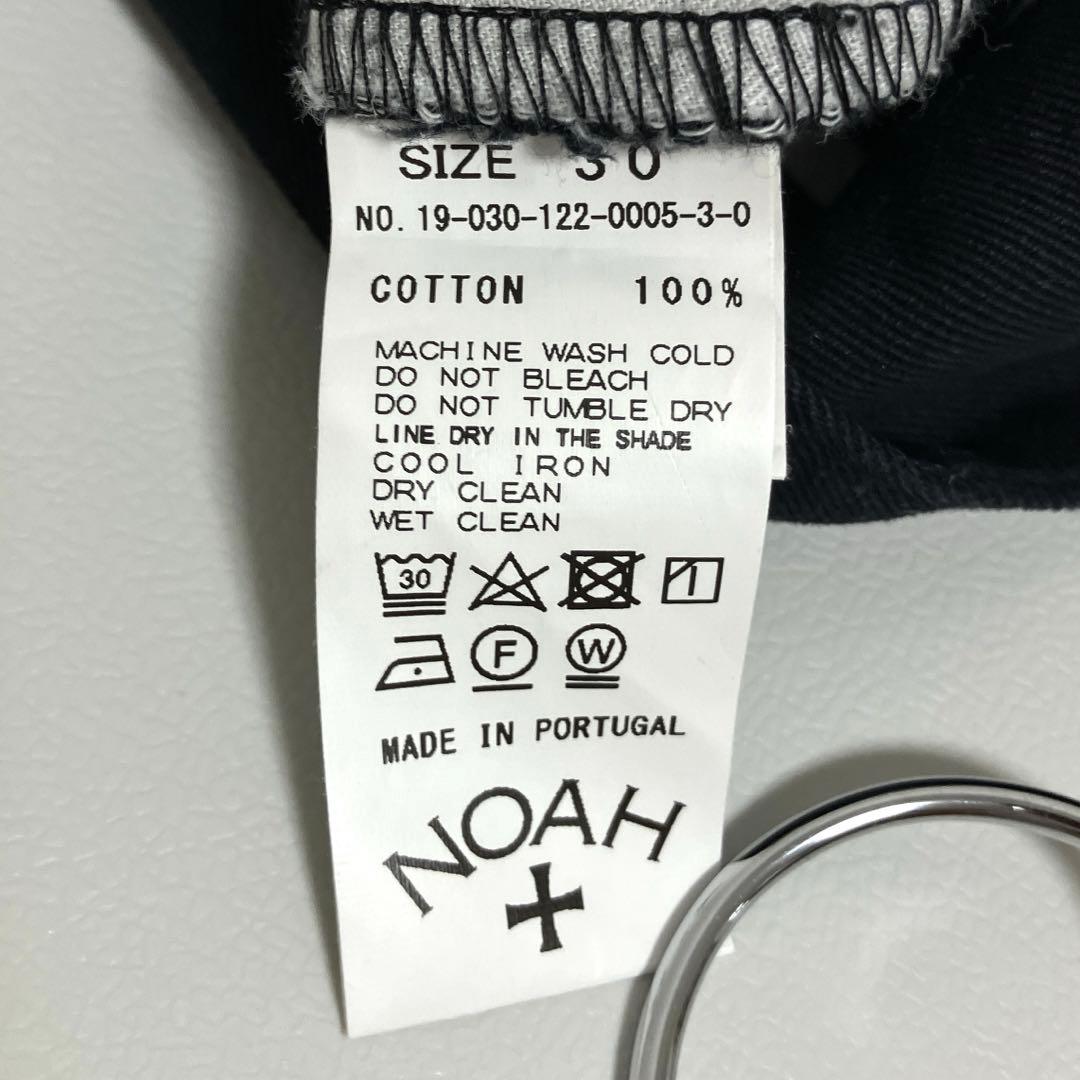 SIZE 30
NO. 19-030-122-0005-3-0
COTTON 100%
MACHINE WASH COLD
DO NOT BLEACH
DO NOT TUMBLE DRY
LINE DRY IN THE SHADE
COOL IRON
DRY CLEAN
WET CLEAN
30
F W
MADE IN PORTUGAL
NOAH